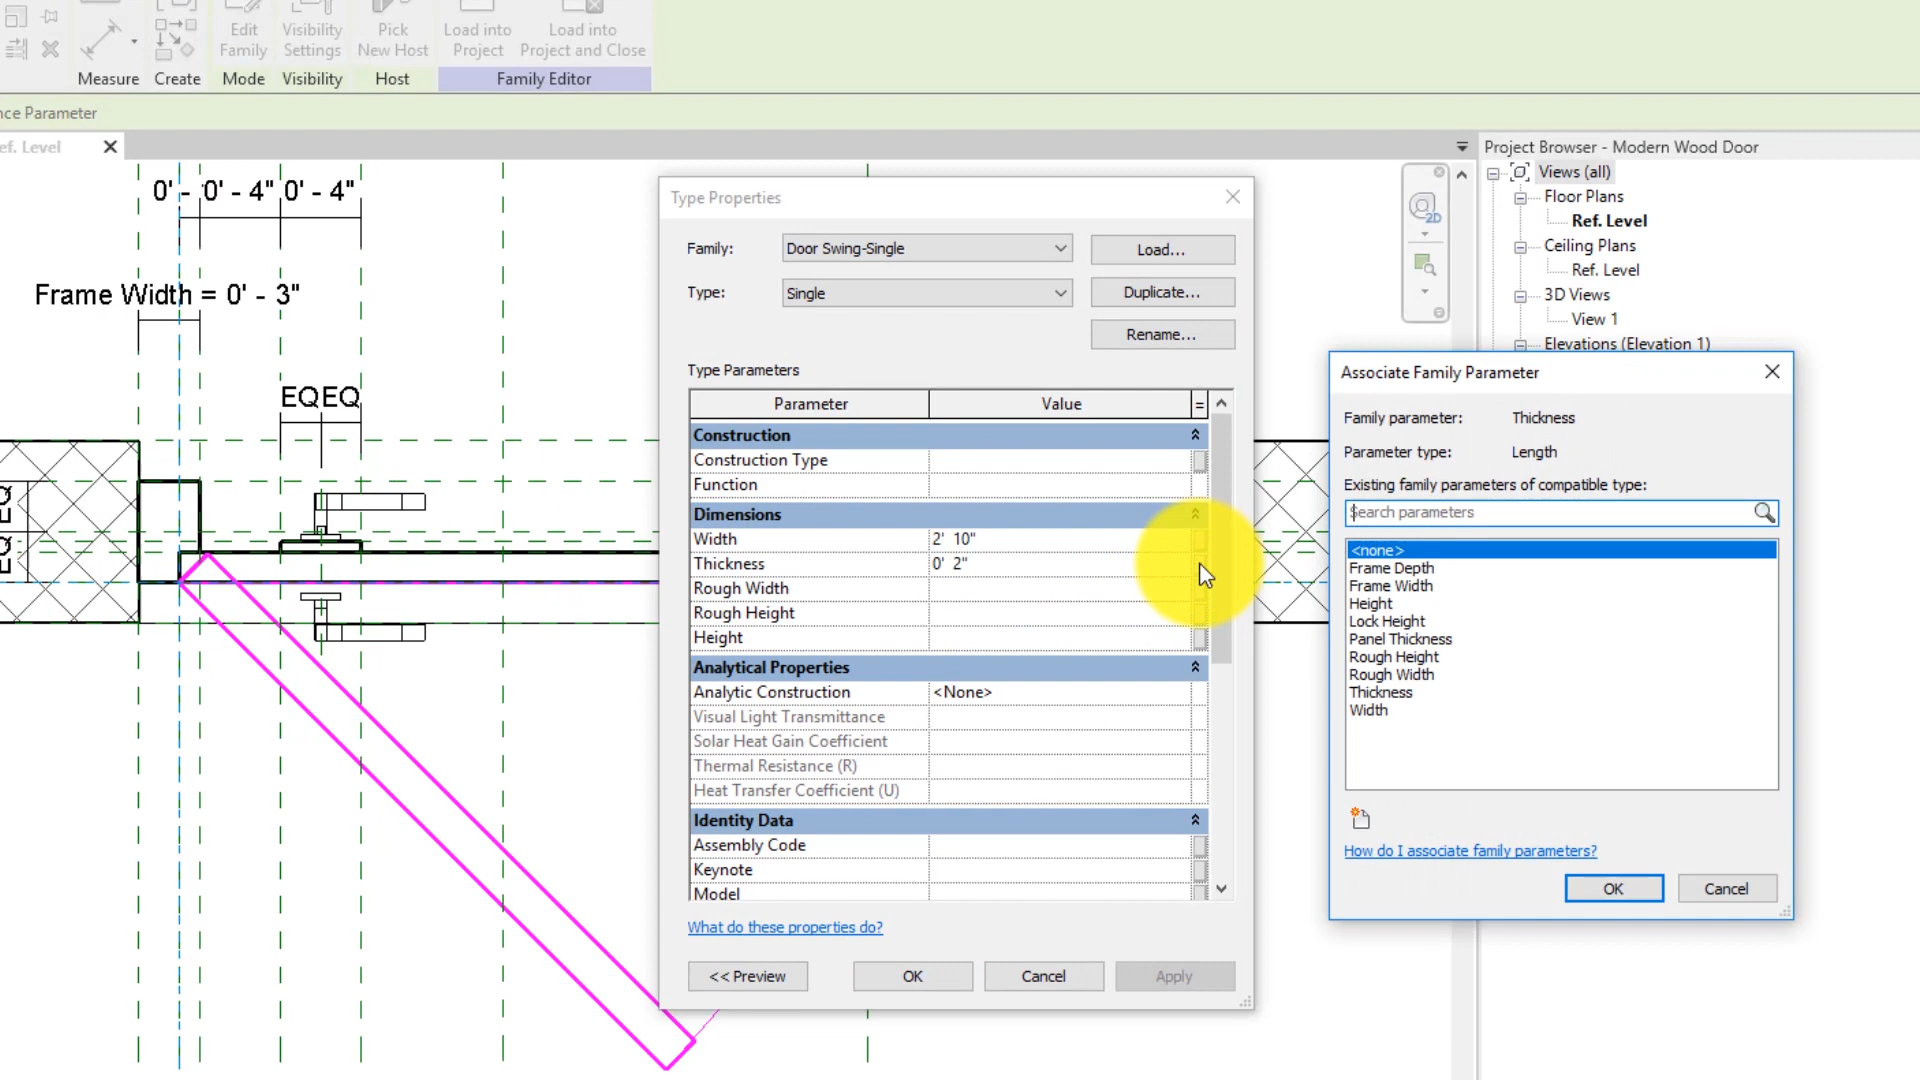 Edit Family
Visibility Settings
Pick New Host
Load into Project
Load into Project and Close
Measure
Create
Mode
Visibility
Host
Family Editor
nce Parameter
ef. Level
0' - 0' - 4" 0' - 4"
Frame Width = 0' - 3"
EQEQ
EQ
EQ
2D
Type Properties
Family:
Door Swing-Single
Load...
Type:
Single
Duplicate...
Rename...
Type Parameters
Parameter
Value
=
Construction
Construction Type
Function
Dimensions
Width 2' 10"
Thickness 0' 2"
Rough Width
Rough Height
Height
Analytical Properties
Analytic Construction <None>
Visual Light Transmittance
Solar Heat Gain Coefficient
Thermal Resistance (R)
Heat Transfer Coefficient (U)
Identity Data
Assembly Code
Keynote
Model
What do these properties do?
<< Preview
OK
Cancel
Apply
Project Browser - Modern Wood Door
Views (all)
Floor Plans
Ref. Level
Ceiling Plans
Ref. Level
3D Views
View 1
Elevations (Elevation 1)
Associate Family Parameter
Family parameter: Thickness
Parameter type: Length
Existing family parameters of compatible type:
Search parameters
<none>
Frame Depth
Frame Width
Height
Lock Height
Panel Thickness
Rough Height
Rough Width
Thickness
Width
How do I associate family parameters?
OK
Cancel